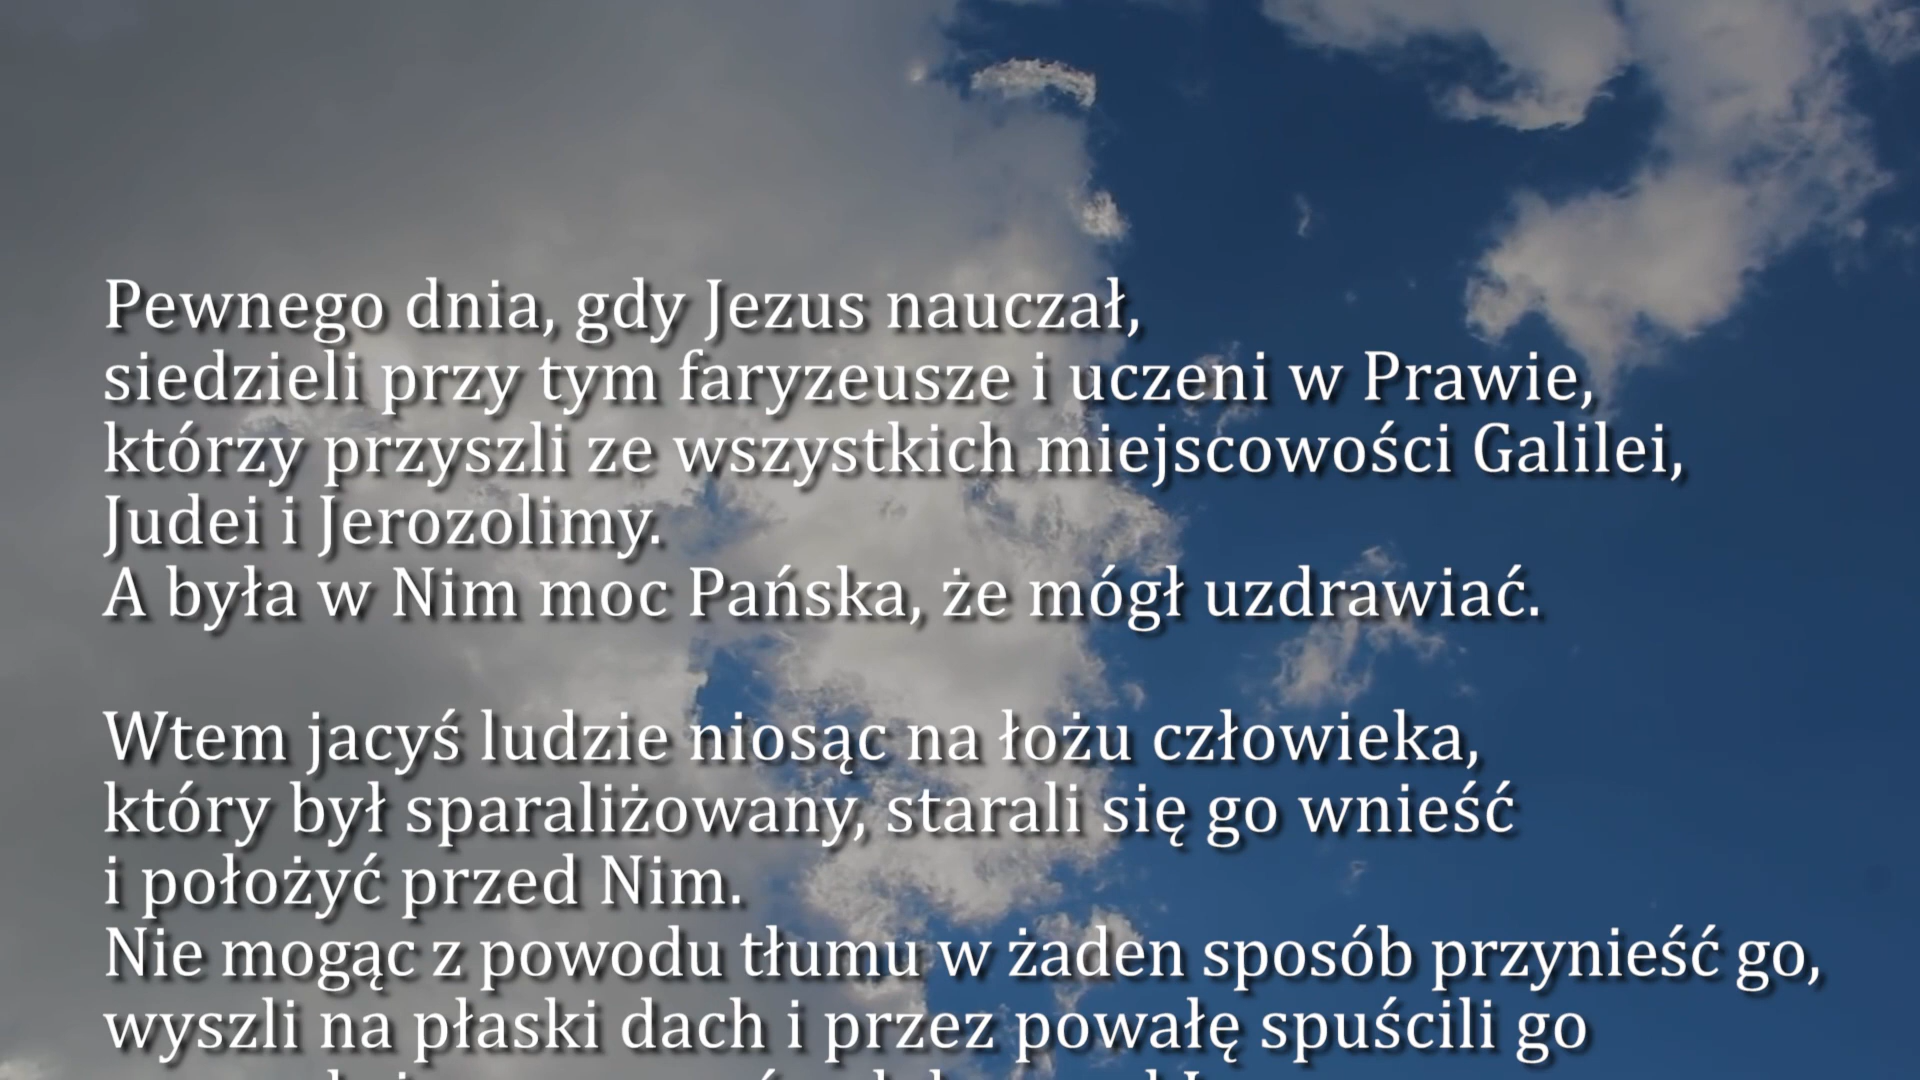 Pewnego dnia, gdy Jezus nauczał,
siedzieli przy tym faryzeusze i uczeni w Prawie,
którzy przyszli ze wszystkich miejscowości Galilei,
Judei i Jerozolimy.
A była w Nim moc Pańska, że mógł uzdrawiać.
Wtem jacyś ludzie niosąc na łożu człowieka,
który był sparaliżowany, starali się go wnieść
i położyć przed Nim.
Nie mogąc z powodu tłumu w żaden sposób przynieść go,
wyszli na płaski dach i przez powałę spuścili go